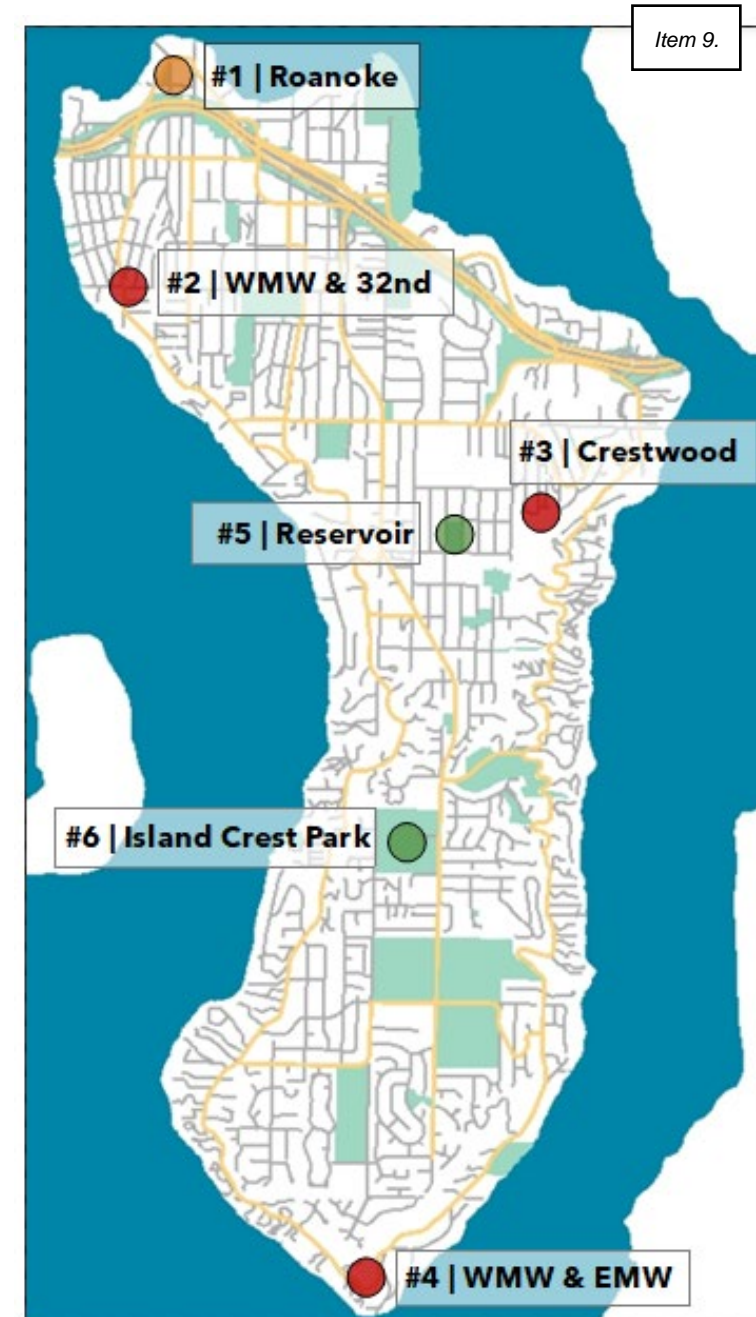 Item 9.
#1 | Roanoke
#2 | WMW & 32nd
#3 | Crestwood
#5 | Reservoir
#6 | Island Crest Park
#4 | WMW & EMW